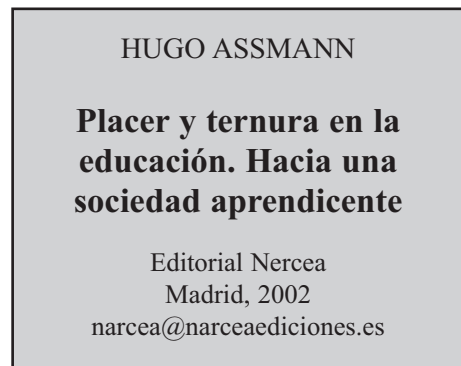 HUGO ASSMANN
Placer y ternura en la
educación. Hacia una
sociedad aprendicente
Editorial Nercea
Madrid, 2002
narcea@narceaediciones.es